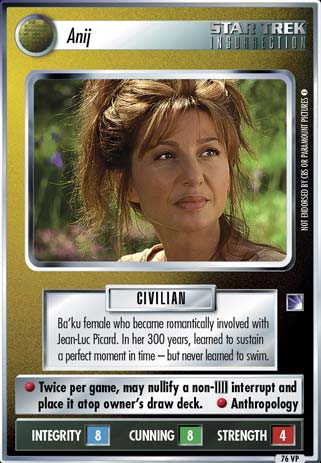 Anij
STAR TREK
INSURRECTION
NOT ENDORSED BY CBS OR PARAMOUNT PICTURES
CIVILIAN
Ba'ku female who became romantically involved with
Jean-Luc Picard. In her 300 years, learned to sustain
a perfect moment in time – but never learned to swim.
• Twice per game, may nullify a non-[IIII] interrupt and
place it atop owner's draw deck. • Anthropology
INTEGRITY 8 CUNNING 8 STRENGTH 4
76 VP